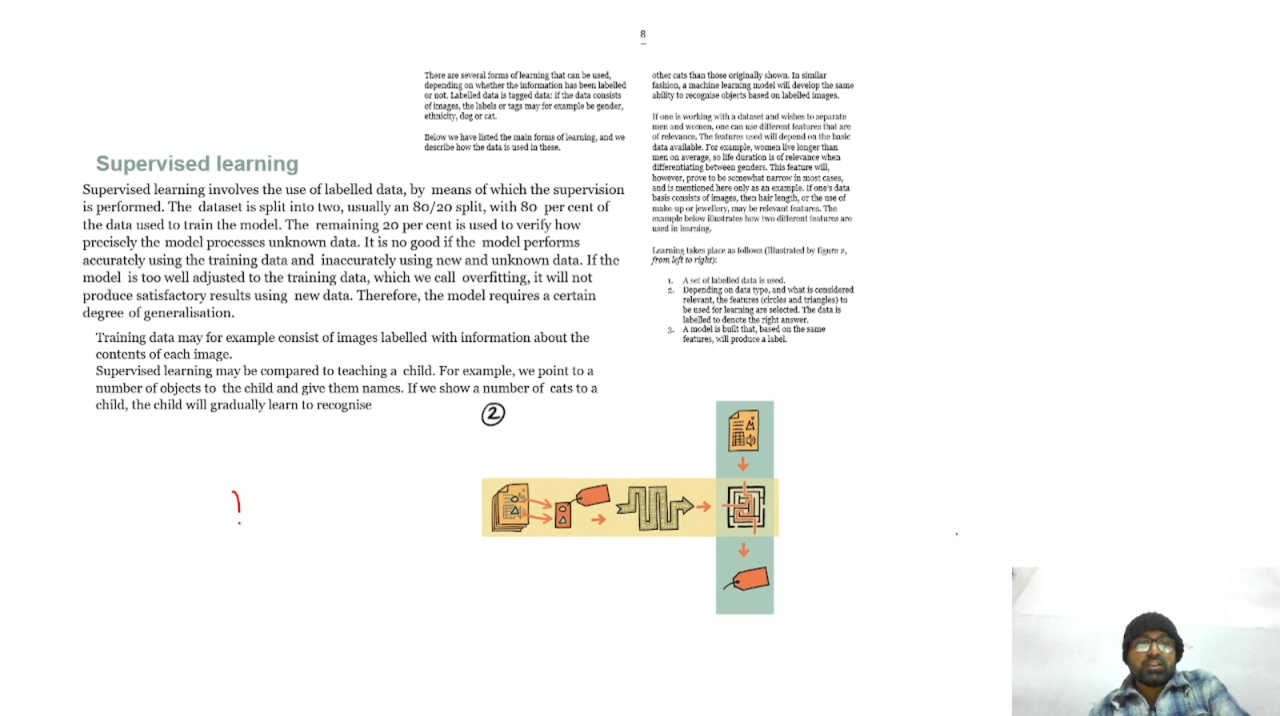 8
There are several forms of learning that can be used,
depending on whether the information has been labelled
or not. Labelled data is tagged data: if the data consists
of images, the labels or tags may for example be gender,
ethnicity, dog or cat.
Below we have listed the main forms of learning, and we
describe how the data is used in these.
Supervised learning
Supervised learning involves the use of labelled data, by means of which the supervision
is performed. The dataset is split into two, usually an 80/20 split, with 80 per cent of
the data used to train the model. The remaining 20 per cent is used to verify how
precisely the model processes unknown data. It is no good if the model performs
accurately using the training data and inaccurately using new and unknown data. If the
model is too well adjusted to the training data, which we call overfitting, it will not
produce satisfactory results using new data. Therefore, the model requires a certain
degree of generalisation.
Training data may for example consist of images labelled with information about the
contents of each image.
Supervised learning may be compared to teaching a child. For example, we point to a
number of objects to the child and give them names. If we show a number of cats to a
child, the child will gradually learn to recognise
other cats than those originally shown. In similar
fashion, a machine learning model will develop the same
ability to recognise objects based on labelled images.
If one is working with a dataset and wishes to separate
men and women, one can use different features that are
of relevance. The features used will depend on the basic
data available. For example, women live longer than
men on average, so life duration is of relevance when
differentiating between genders. This feature will,
however, prove to be somewhat narrow in most cases,
and is mentioned here only as an example. If one's data
basis consists of images, then hair length, or the use of
make-up or jewellery, may be relevant features. The
example below illustrates how two different features are
used in learning.
Learning takes place as follows (Illustrated by figure 2,
from left to right):
1. A set of labelled data is used.
2. Depending on data type, and what is considered
relevant, the features (circles and triangles) to
be used for learning are selected. The data is
labelled to denote the right answer.
3. A model is built that, based on the same
features, will produce a label.
2
!